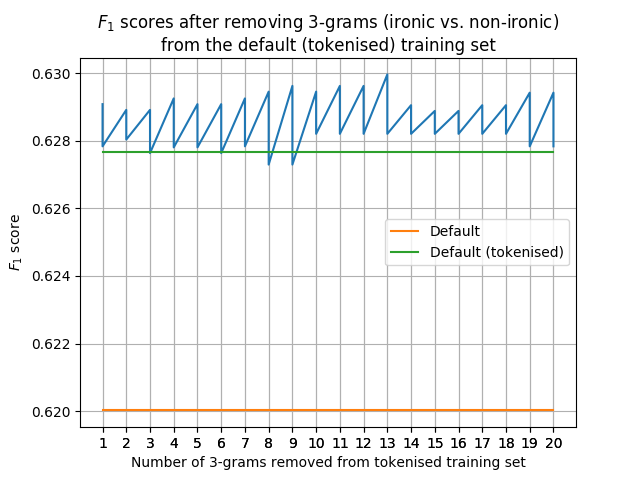 F1 scores after removing 3-grams (ironic vs. non-ironic)
from the default (tokenised) training set
0.630
0.628
0.626
0.624
0.622
0.620
F1 score
Default
Default (tokenised)
1 2 3 4 5 6 7 8 9 10 11 12 13 14 15 16 17 18 19 20
Number of 3-grams removed from tokenised training set